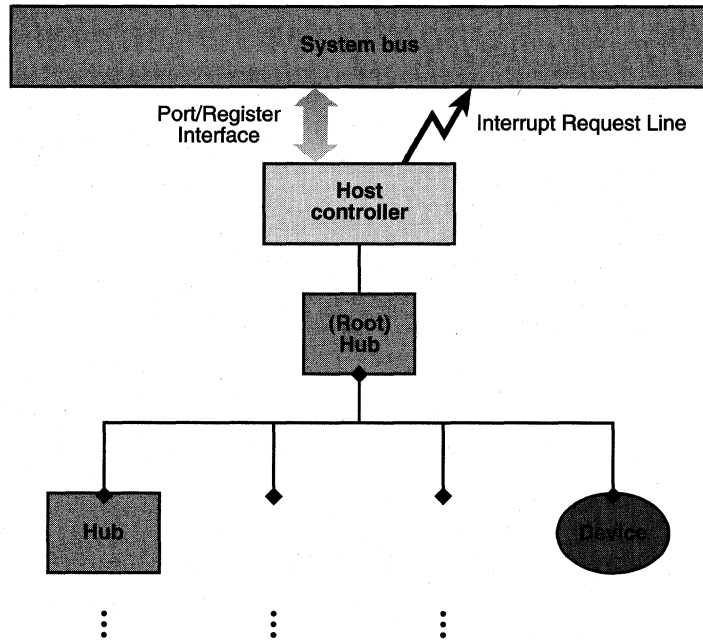 System bus
Port/Register
Interface
Interrupt Request Line
Host
controller
(Root)
Hub
Hub
Device